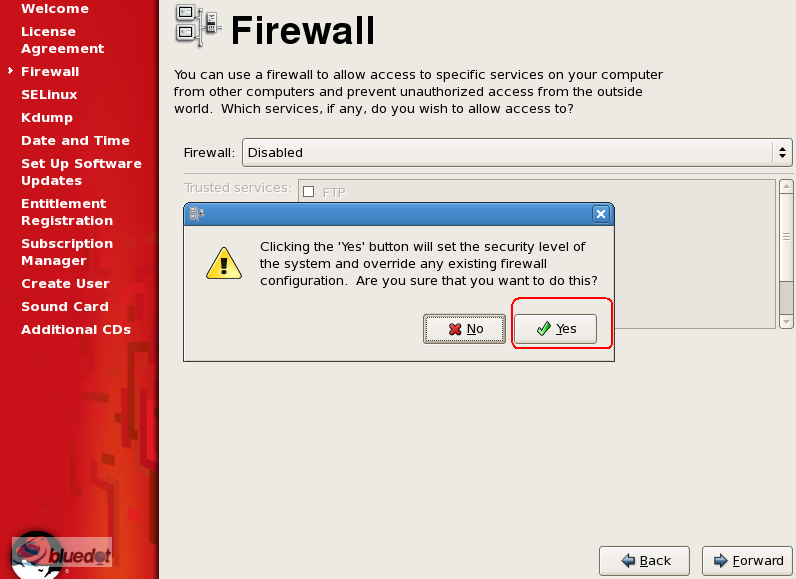 Welcome
License
Agreement
Firewall
SELinux
Kdump
Date and Time
Set Up Software
Updates
Entitlement
Registration
Subscription
Manager
Create User
Sound Card
Additional CDs
Firewall
You can use a firewall to allow access to specific services on your computer
from other computers and prevent unauthorized access from the outside
world.  Which services, if any, do you wish to allow access to?
Firewall: Disabled
Trusted services: FTP
Clicking the 'Yes' button will set the security level of
the system and override any existing firewall
configuration.  Are you sure that you want to do this?
No Yes
bluedot
Back Forward